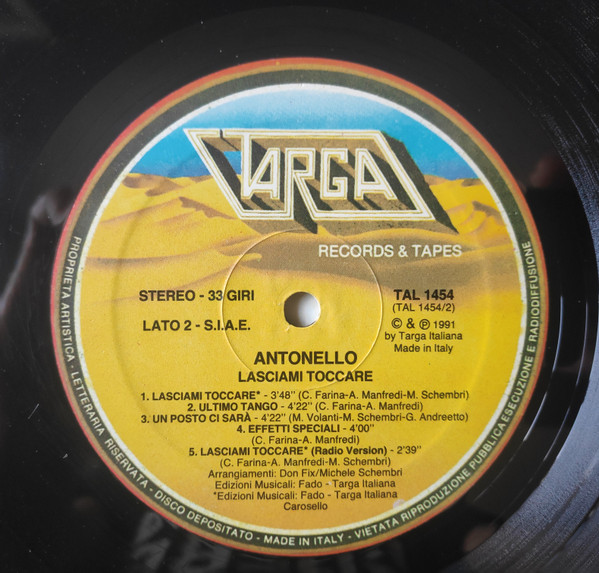 TARGA
RECORDS & TAPES
STEREO - 33 GIRI
TAL 1454
(TAL 1454/2)
LATO 2 - S.I.A.E.
© & ℗ 1991
by Targa Italiana
Made in Italy
ANTONELLO
LASCIAMI TOCCARE
1. LASCIAMI TOCCARE* - 3'48" (C. Farina-A. Manfredi-M. Schembri)
2. ULTIMO TANGO - 4'22" (C. Farina-A. Manfredi)
3. UN POSTO CI SARÀ - 4'22" (M. Volanti-M. Schembri-G. Andreetto)
4. EFFETTI SPECIALI - 4'00"
(C. Farina-A. Manfredi)
5. LASCIAMI TOCCARE* (Radio Version) - 2'39"
(C. Farina-A. Manfredi-M. Schembri)
Arrangiamenti: Don Fix/Michele Schembri
Edizioni Musicali: Fado - Targa Italiana
*Edizioni Musicali: Fado - Targa Italiana
Carosello
PROPRIETA ARTISTICA - LETTERARIA RISERVATA - DISCO DEPOSITATO - MADE IN ITALY - VIETATA RIPRODUZIONE PUBBLICA ESECUZIONE E RADIODIFFUSIONE